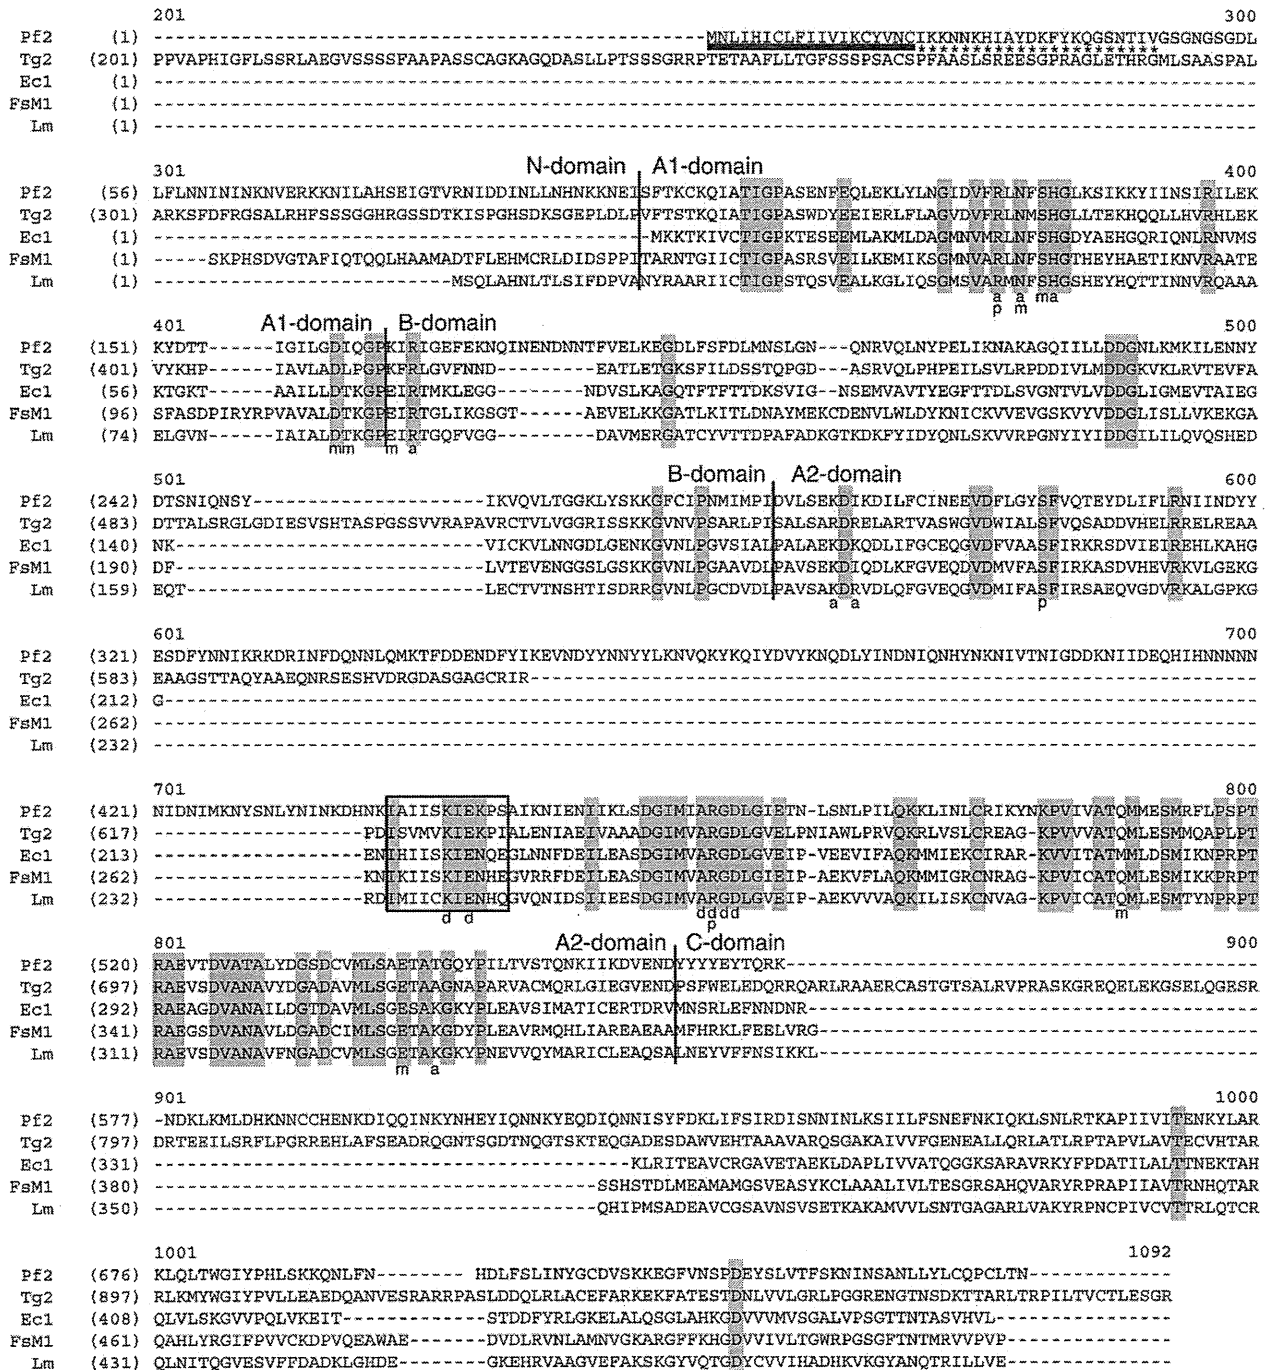 201 300
Pf2 (1) ---------------------------------------------------MNLIHICLFIIVIKCYVNCIKKNNKHIAYDKFYKQGSNTIVGSGNGSGDL
***********************
Tg2 (201) PPVAPHIGFLSSRLAEGVSSSSFAAPASSCAGKAGQDASLLPTSSSGRRPTETAAFLLTGFSSSPSACSPFAASLSREESGPRAGLETHRGMLSAASPAL
Ec1 (1) ----------------------------------------------------------------------------------------------------
FsM1 (1) ----------------------------------------------------------------------------------------------------
Lm (1) ----------------------------------------------------------------------------------------------------
N-domain A1-domain
301 400
Pf2 (56) LFLNNININKNVERKKNILAHSEIGTVRNIDDINLLNHNKKNEISFTKCKQIATIGPASENFEQLEKLYLNGIDVFRLNFSHGLKSIKKYIINSIRILEK
Tg2 (301) ARKSFDFRGSALRHFSSSGGHRGSSDTKISPGHSDKSGEPLDLPVFTSTKQIATIGPASWDYEEIERLFLAGVDVFRLNMSHGLLTEKHQQLLHVRHLEK
Ec1 (1) ---------------------------------------------MKKTKIVCTIGPKTESEEMLAKMLDAGMNVMRLNFSHGDYAEHGQRIQNLRNVMS
FsM1 (1) -----SKPHSDVGTAFIQTQQLHAAMADTFLEHMCRLDIDSPPITARNTGIICTIGPASRSVEILKEMIKSGMNVARLNFSHGTHEYHAETIKNVRAATE
Lm (1) ---------------------------MSQLAHNLTLSIFDPVANYRAARIICTIGPSTQSVEALKGLIQSGMSVARMNFSHGSHEYHQTTINNVRQAAA
a a ma
p m
A1-domain B-domain
401 500
Pf2 (151) KYDTT------IGILGDIQGPKIRIGEFEKNQINENDNNTFVELKEGDLFSFDLMNSLGN---QNRVQLNYPELIKNAKAGQIILLDDGNLKMKILENNY
Tg2 (401) VYKHP------IAVLADLPGPKFRLGVFNND--------EATLETGKSFILDSSTQPGD---ASRVQLPHPEILSVLRPDDIVLMDDGKVKLRVTEVFA
Ec1 (56) KTGKT------AAILLDTKGPEIRTMKLEGG--------NDVSLKAGQTFTFTTDKSVIG---NSEMVAVTYEGFTTDLSVGNTVLVDDGLIGMEVTAIEG
FsM1 (96) SFASDPIRYRPVAVALDTKGPEIRTGLIKGSGT------AEVELKKGATLKITLDNAYMEKCDENVLWLDYKNICKVVEVGSKVYVDDGLISLLVKEKGA
Lm (74) ELGVN------IAIALDTKGPEIRTGQFVGG--------DAVMERGATCYVTTDPAFADKGTKDKFYIDYQNLSKVVRPGNYIYIDDGILILQVQSHED
mm m a
B-domain A2-domain
501 600
Pf2 (242) DTSNIQNSY---------------------IKVQVLTGGKLYSKKGFCIPNMIMPIDVLSEKDIKDILFCINEEVDFLGYSFVQTEYDLIFLRNIINDYY
Tg2 (483) DTTALSRGLGDIESVSHTASPGSSVVRAPAVRCTVLVGGRISSKKGVNVPSARLPISALSARDRELARTVASWGVDWIALSFVQSADDVHELRRELREAA
Ec1 (140) NK----------------------------VICKVLNNGDLGENKGVNLPGVSIALPALAEKDKQDLIFGCEQGVDFVAASFIRKRSDVIEIREHLKAHG
FsM1 (190) DF----------------------------LVTEVENGGSLGSKKGVNLPGAAVDLPAVSEKDIQDLKFGVEQDVDMVFASFIRKASDVHEVRKVLGEKG
Lm (159) EQT---------------------------LECTVTNSHTISDRRGVNLPGCDVDLPAVSAKDRVDLQFGVEQGVDMIFASFIRSAEQVGDVRKALGPKG
a a p
601 700
Pf2 (321) ESDFYNNIKRKDRINFDQNNLQMKTFDDENDFYIKEVNDYYNNYYLKNVQKYKQIYDVYKNQDLYINDNIQNHYNKNIVTNIGDDKNIIDEQHIHNNNNN
Tg2 (583) EAAGSTTAQYAAEQNRSESHVDRGDASGAGCRIR------------------------------------------------------------------
Ec1 (212) G---------------------------------------------------------------------------------------------------
FsM1 (262) ----------------------------------------------------------------------------------------------------
Lm (232) ----------------------------------------------------------------------------------------------------
701 800
Pf2 (421) NIDNIMKNYSNLYNINKDHNKIAIISKIEKPSAIKNIENIIKLSDGIMIARGDLGIETN-LSNLPILQKKLINLCRIKYNKPVIVATQMMESMRFLPSPT
Tg2 (617) -------------------PDISVMVKIEKPIALENIAEIVAAADGIMVARGDLGVELPNIAWLPRVQKRLVSLCREAG-KPVVVATQMLESMMQAPLPT
Ec1 (213) -------------------ENIHIISKIENQEGLNNFDEILEASDGIMVARGDLGVEIP-VEEVIFAQKMMIEKCIRAR-KVVITATMMLDSMIKNPRPT
FsM1 (262) -------------------KNIKIISKIENHEGVRRFDEILEASDGIMVARGDLGIEIP-AEKVFLAQKMMIGRCNRAG-KPVICATQMLESMIKKPRPT
Lm (232) -------------------RDIMIICKIENHQGVQNIDSIIEESDGIMVARGDLGVEIP-AEKVVVAQKILISKCNVAG-KPVICATQMLESMTYNPRPT
d d dddd m
p
A2-domain C-domain
801 900
Pf2 (520) RAEVTDVATALYDGSDCVMLSAETATGQYPILTVSTQNKIIKDVENDYYYYEYTQRK-------------------------------------------
Tg2 (697) RAEVSDVANAVYDGADAVMLSGETAAGNAPARVACMQRLGIEGVENDPSFWELEDQRRQARLRAAERCASTGTSALRVPRASKGREQELEKGSELQGESR
Ec1 (292) RAEAGDVANAILDGTDAVMLSGESAKGKYPLEAVSIMATICERTDRVMNSRLEFNNDNR-----------------------------------------
FsM1 (341) RAEGSDVANAVLDGADCIMLSGETAKGDYPLEAVRMQHLIAREAEAAMFHRKLFEELVRG----------------------------------------
Lm (311) RAEVSDVANAVFNGADCVMLSGETAKGKYPNEVVQYMARICLEAQSALNEYVFFNSIKKL----------------------------------------
m a
901 1000
Pf2 (577) -NDKLKMLDHKNNCCHENKDIQQINKYNHEYIQNNKYEQDIQNNISYFDKLIFSIRDISNNINLKSIILFSNEFNKIQKLSNLRTKAPIIVITENKYLAR
Tg2 (797) DRTEEILSRFLPGRREHLAFSEADRQGNTSGDTNQGTSKTEQGADESDAWVEHTAAAVARQSGAKAIVVFGENEALLQRLATLRPTAPVLAVTECVHTAR
Ec1 (331) -------------------------------------------KLRITEAVCRGAVETAEKLDAPLIVVATQGGKSARAVRKYFPDATILALTTNEKTAH
FsM1 (380) ----------------------------------------SSHSTDLMEAMAMGSVEASYKCLAAALIVLTESGRSAHQVARYRPRAPIIAVTRNHQTAR
Lm (350) ----------------------------------------QHIPMSADEAVCGSAVNSVSETKAKAMVVLSNTGAGARLVAKYRPNCPIVCVTTRLQTCR
1001 1092
Pf2 (676) KLQLTWGIYPHLSKKQNLFN---------HDLFSLINYGCDVSKKEGFVNSPDEYSLVTFSKNINSANLLYLCQPCLTN-------------
Tg2 (897) RLKMYWGIYPVLLEAEDQANVESRARRPASLDDQLRLACEFARKEKFATESTDNLVVLGRLPGGRENGTNSDKTTARLTRPILTVCTLESGR
Ec1 (408) QLVLSKGVVPQLVKEIT------------STDDFYRLGKELALQSGLAHKGDVVVMVSGALVPSGTTNTASVHVL----------------
FsM1 (461) QAHLYRGIFPVVCKDPVQEAWAE------DVDLRVNLAMNVGKARGFFKHGDVVIVLTGWRPGSGFTNTMRVVPVP---------------
Lm (431) QLNITQGVESVFFDADKLGHDE-------GKEHRVAAGVEFAKSKGYVQTGDYCVVIHADHKVKGYANQTRILLVE---------------